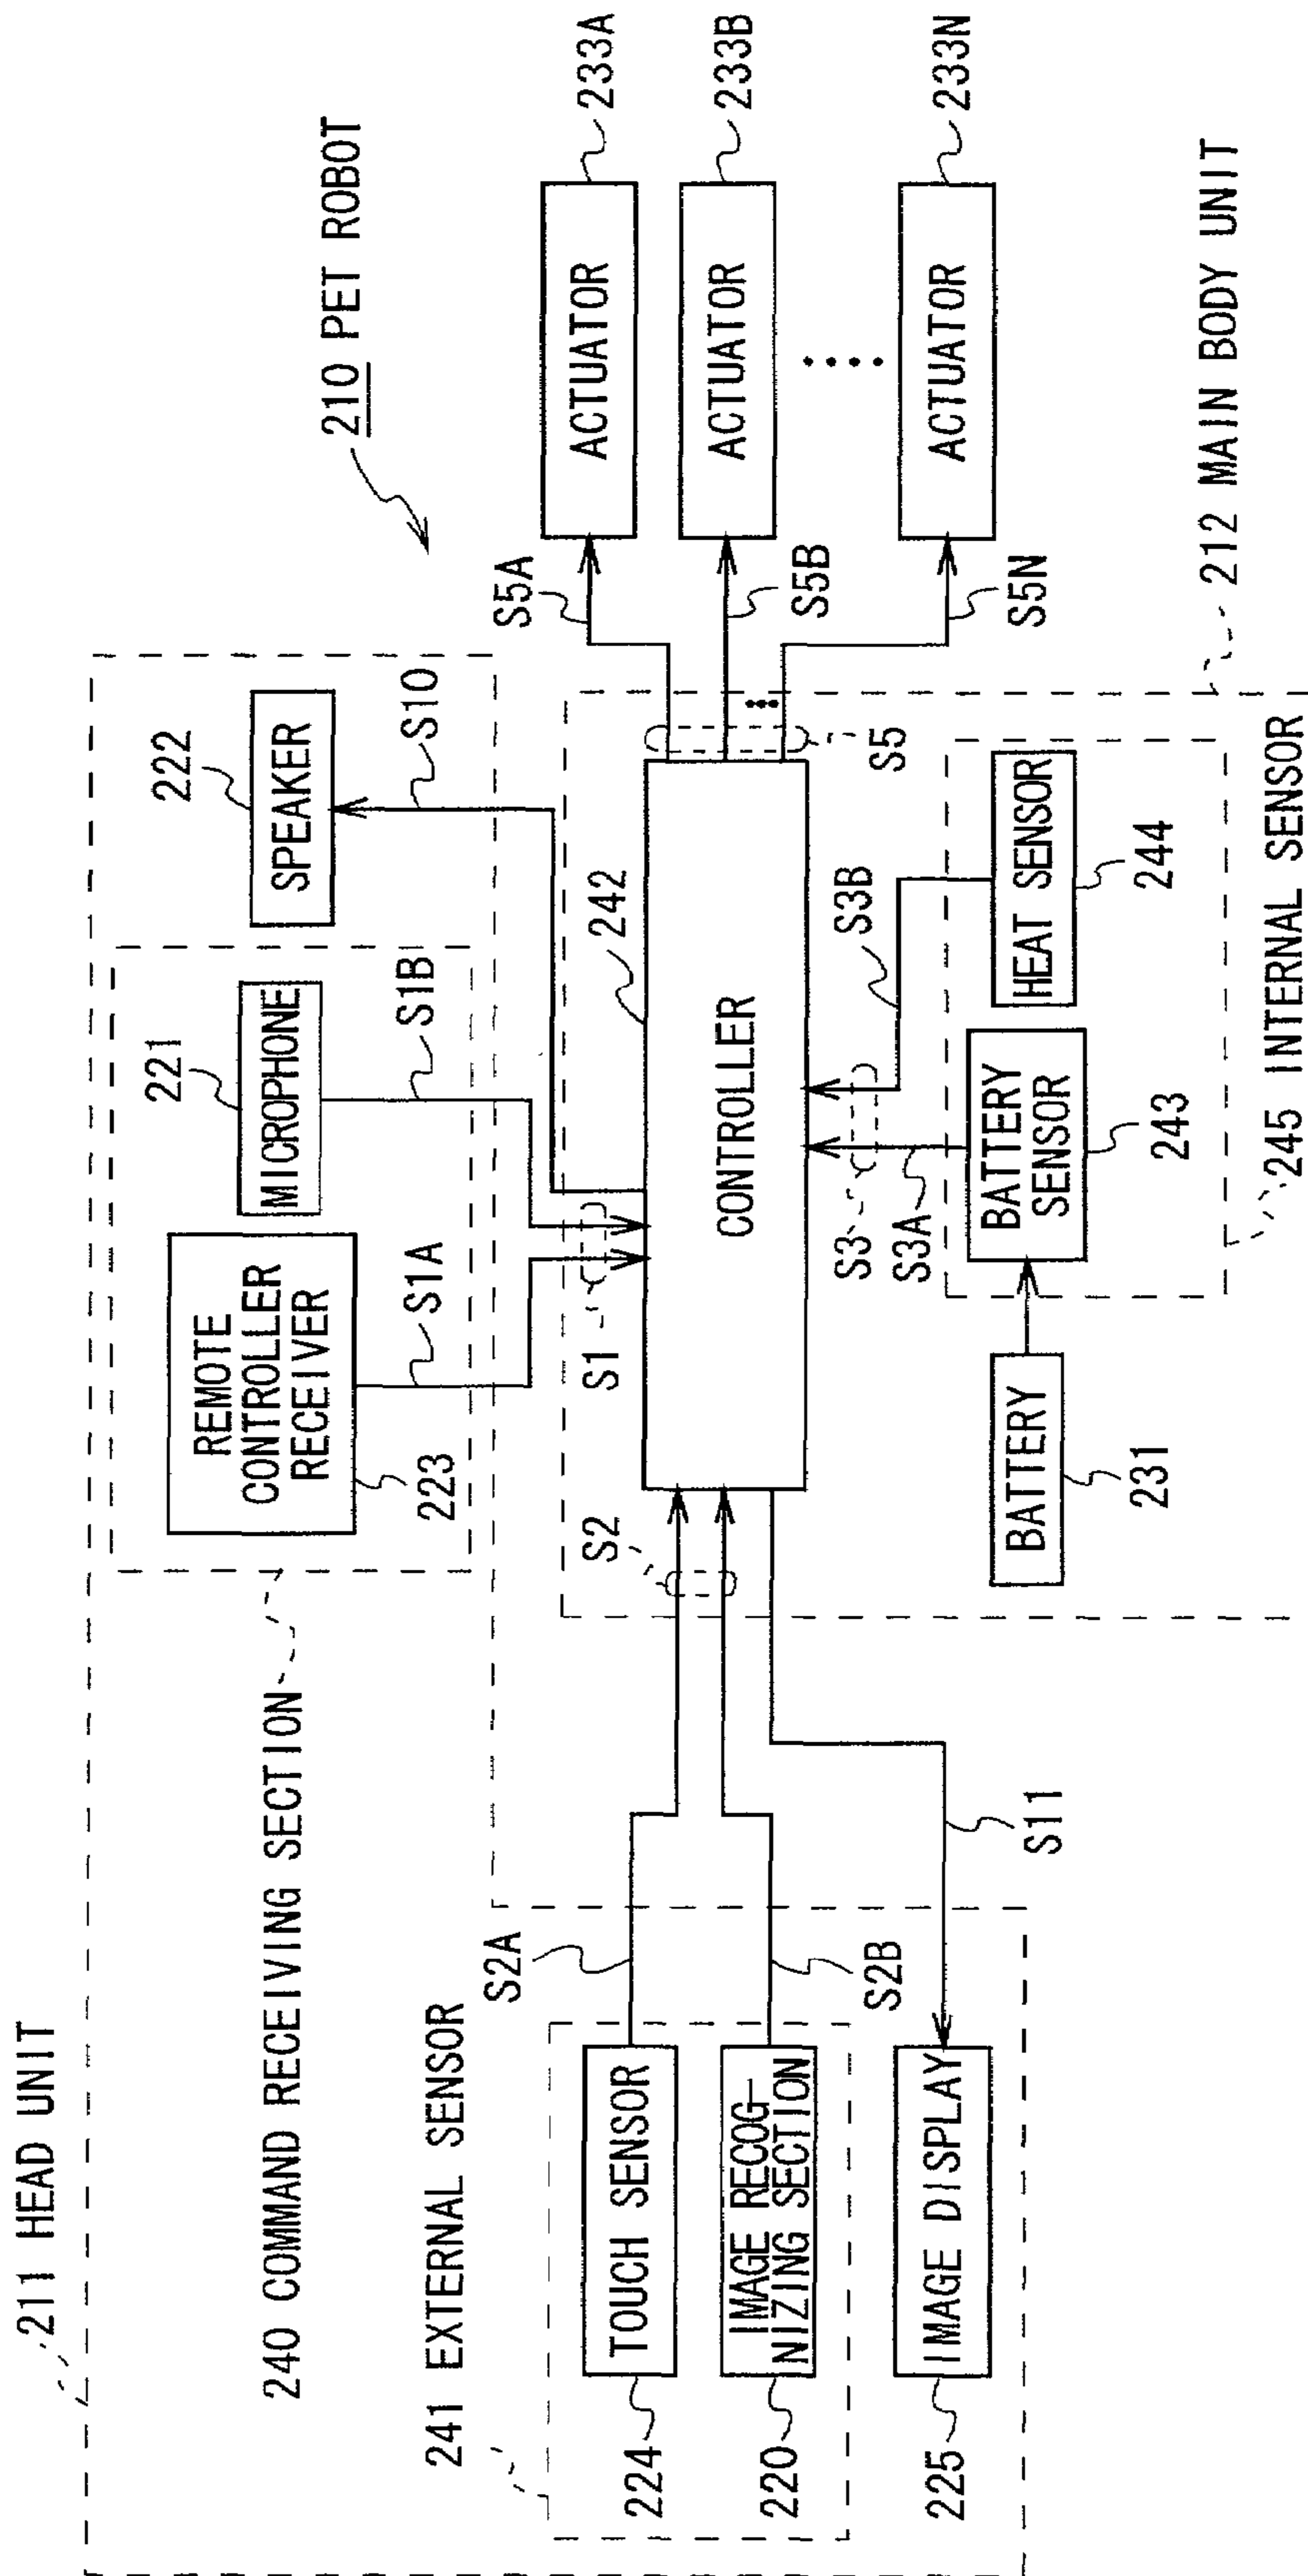 211 HEAD UNIT
240 COMMAND RECEIVING SECTION
REMOTE
CONTROLLER
RECEIVER
223
221
MICROPHONE
222
SPEAKER
S1A
S1B
S10
210 PET ROBOT
241 EXTERNAL SENSOR
TOUCH SENSOR
224
IMAGE RECOG-
NIZING SECTION
220
IMAGE DISPLAY
225
S2A
S2B
S11
S2
S1
242
CONTROLLER
S3
S3A
S3B
S5
BATTERY
231
BATTERY
SENSOR
243
HEAT SENSOR
244
245 INTERNAL SENSOR
212 MAIN BODY UNIT
S5A
S5B
S5N
ACTUATOR
233A
ACTUATOR
233B
ACTUATOR
233N